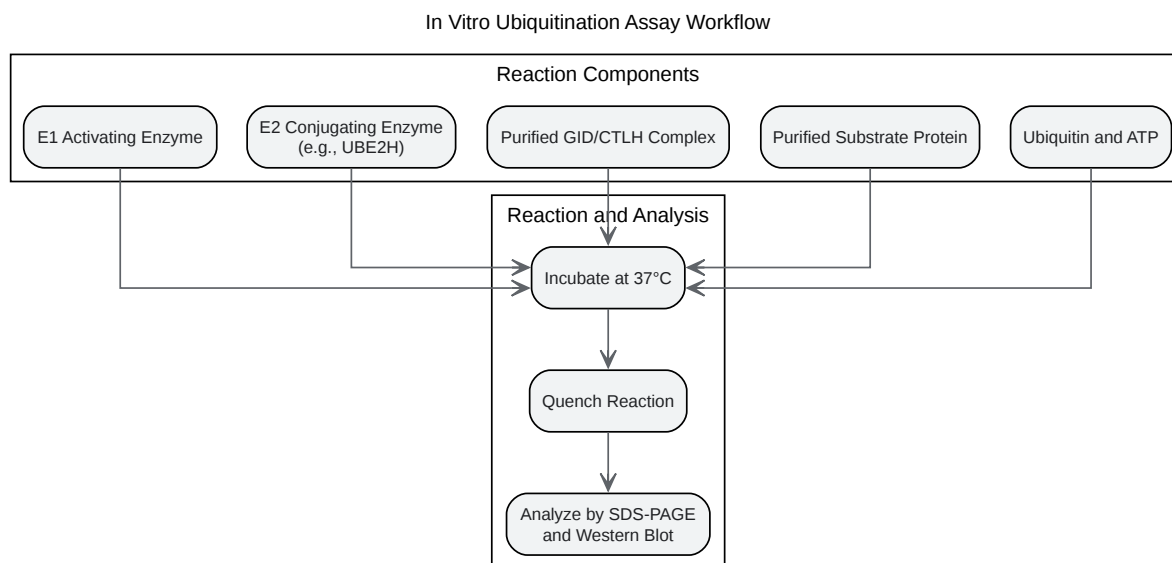 In Vitro Ubiquitination Assay Workflow
Reaction Components
E1 Activating Enzyme
E2 Conjugating Enzyme
(e.g., UBE2H)
Purified GID/CTLH Complex
Purified Substrate Protein
Ubiquitin and ATP
Reaction and Analysis
Incubate at 37°C
Quench Reaction
Analyze by SDS-PAGE
and Western Blot